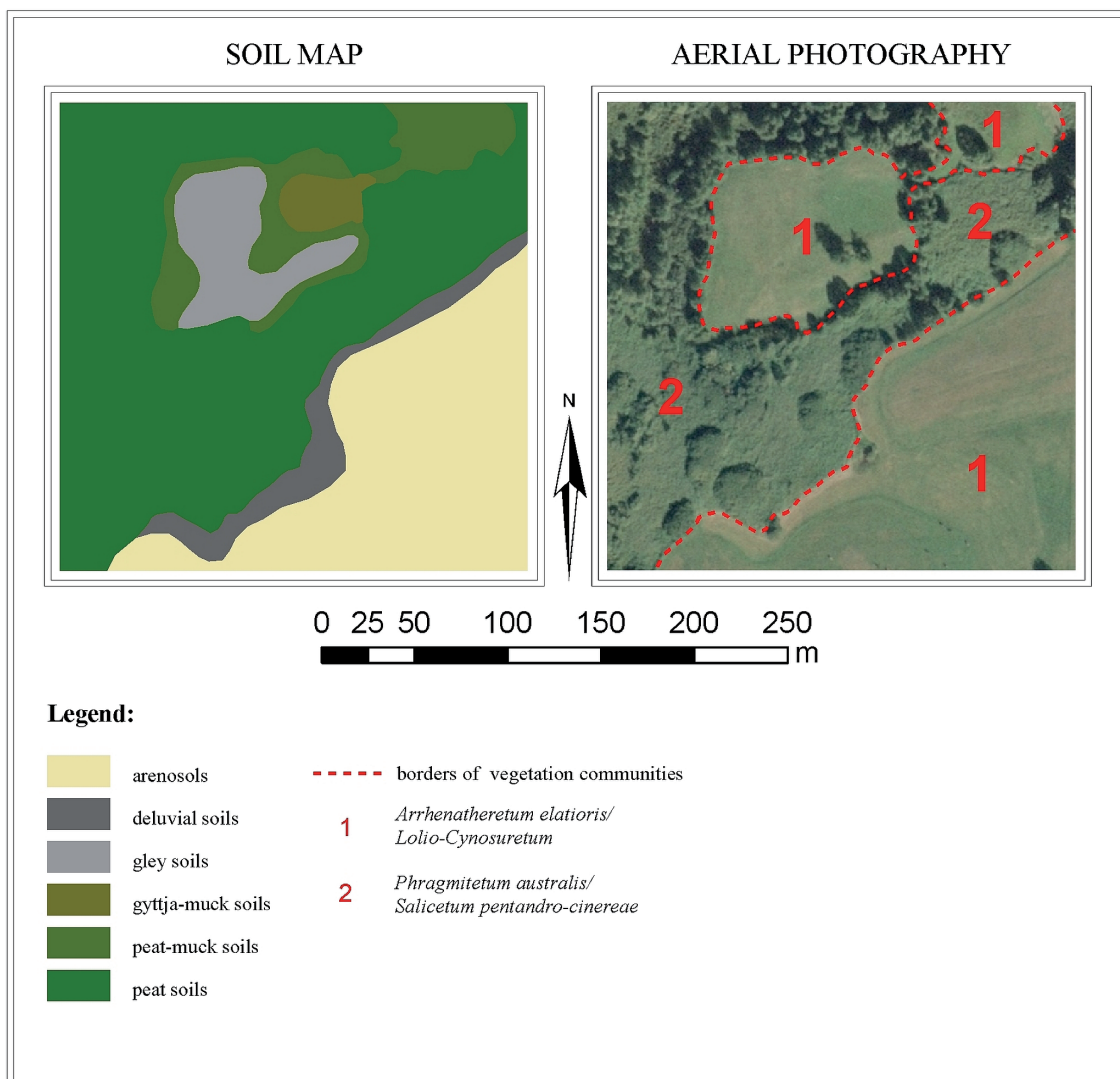 SOIL MAP
AERIAL PHOTOGRAPHY
1
2
1
2
1
N
0 25 50 100 150 200 250
m
Legend:
arenosols
deluvial soils
gley soils
gyttja-muck soils
peat-muck soils
peat soils
borders of vegetation communities
1
Arrhenatheretum elatioris/
Lolio-Cynosuretum
2
Phragmitetum australis/
Salicetum pentandro-cinereae